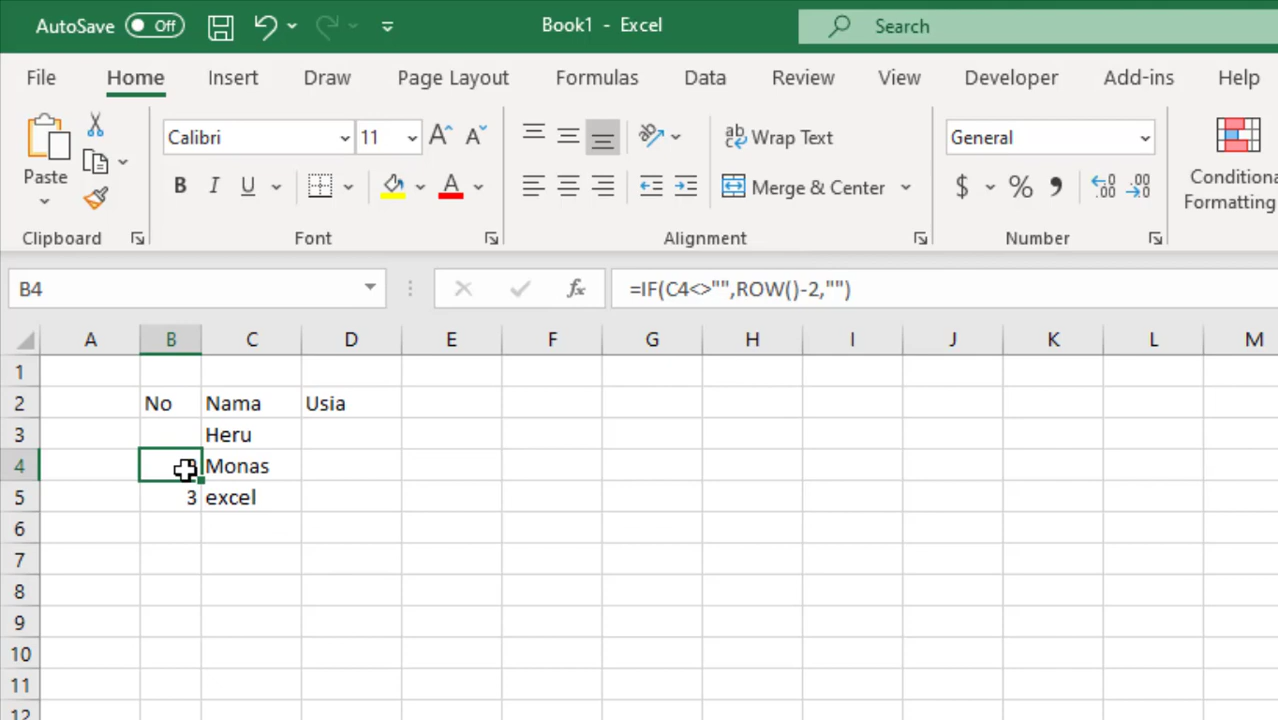 AutoSave Off Book1 - Excel Search
File Home Insert Draw Page Layout Formulas Data Review View Developer Add-ins Help
Paste Calibri 11 A A ab Wrap Text General
B I U A Merge & Center $ % Conditiona
Formatting
Clipboard Font Alignment Number
B4 fx =IF(C4<>"",ROW()-2,"")
A B C D E F G H I J K L M
1
2 No Nama Usia
3 Heru
4 Monas
5 3 excel
6
7
8
9
10
11
12